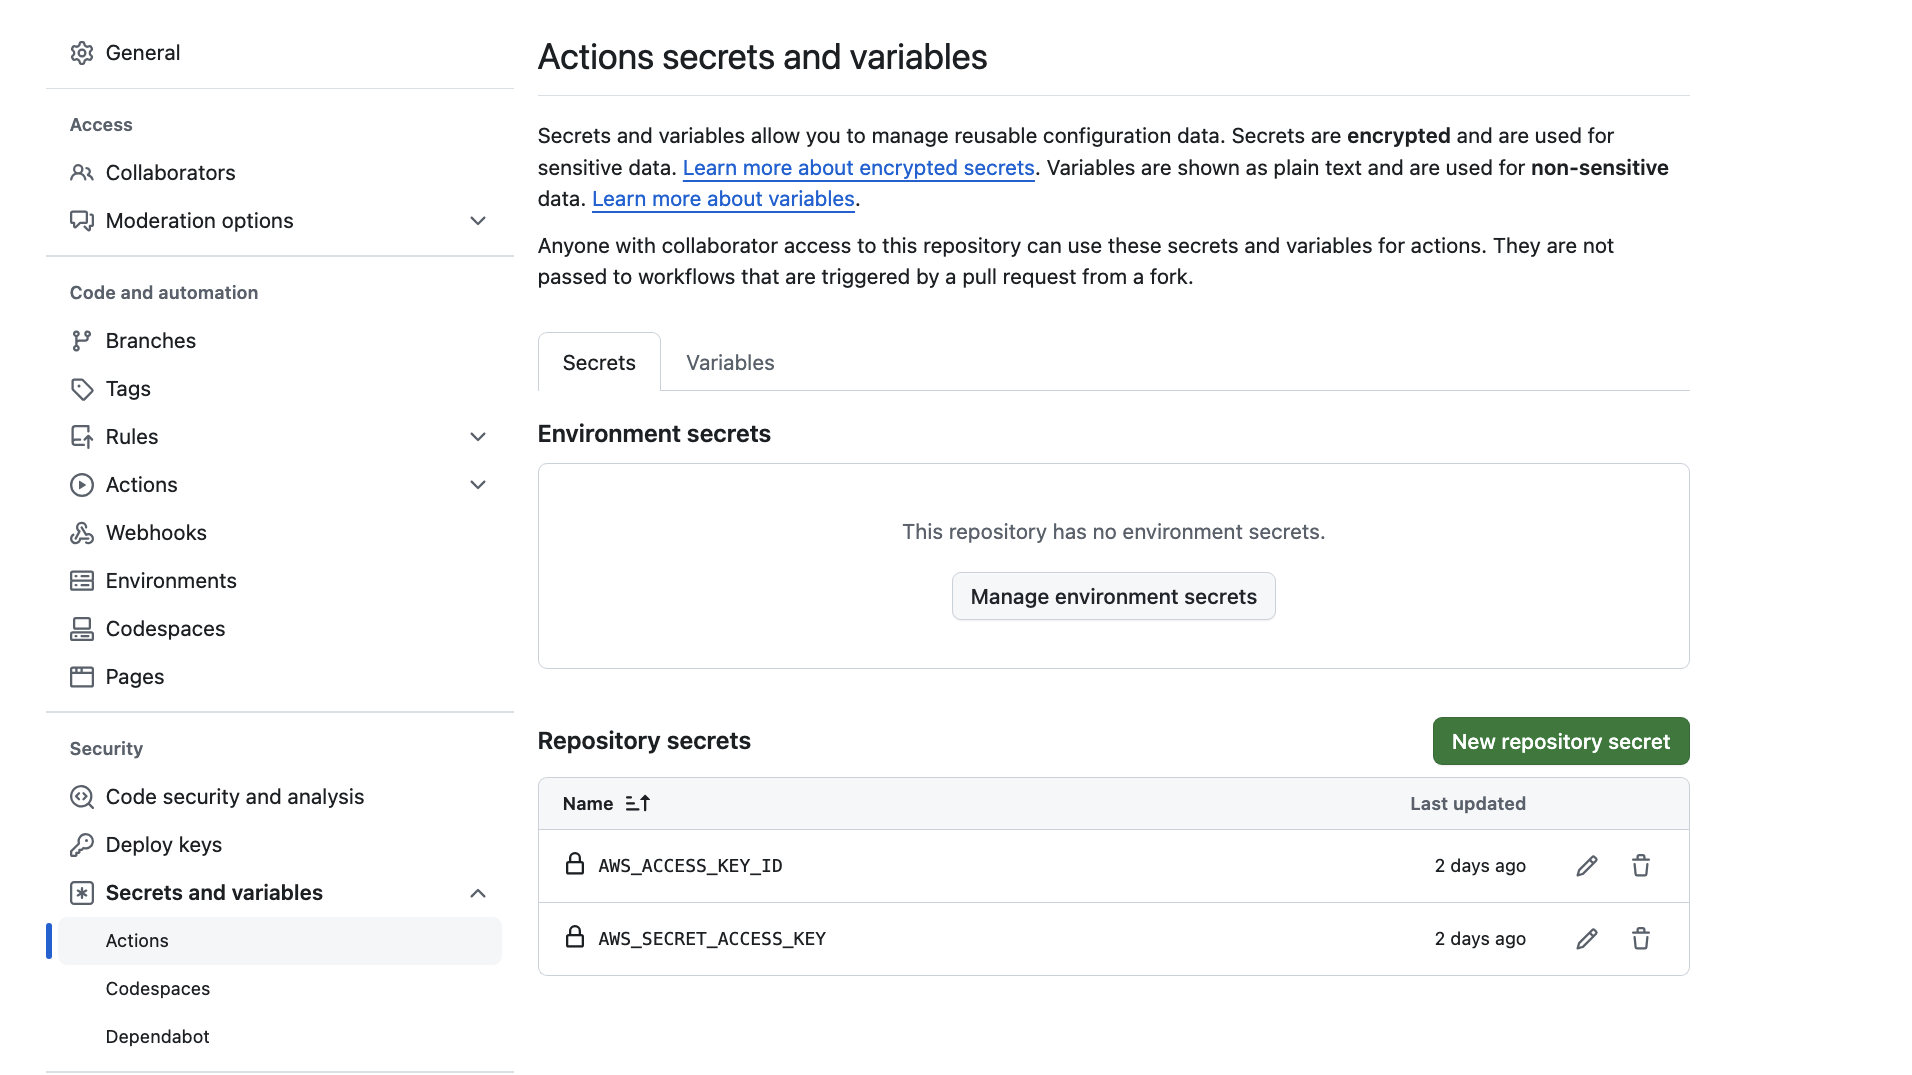 General
Access
Collaborators
Moderation options
Code and automation
Branches
Tags
Rules
Actions
Webhooks
Environments
Codespaces
Pages
Security
Code security and analysis
Deploy keys
Secrets and variables
Actions
Codespaces
Dependabot
Actions secrets and variables
Secrets and variables allow you to manage reusable configuration data. Secrets are encrypted and are used for
sensitive data. Learn more about encrypted secrets. Variables are shown as plain text and are used for non-sensitive
data. Learn more about variables.
Anyone with collaborator access to this repository can use these secrets and variables for actions. They are not
passed to workflows that are triggered by a pull request from a fork.
Secrets Variables
Environment secrets
This repository has no environment secrets.
Manage environment secrets
Repository secrets New repository secret
Name Last updated
AWS_ACCESS_KEY_ID 2 days ago
AWS_SECRET_ACCESS_KEY 2 days ago